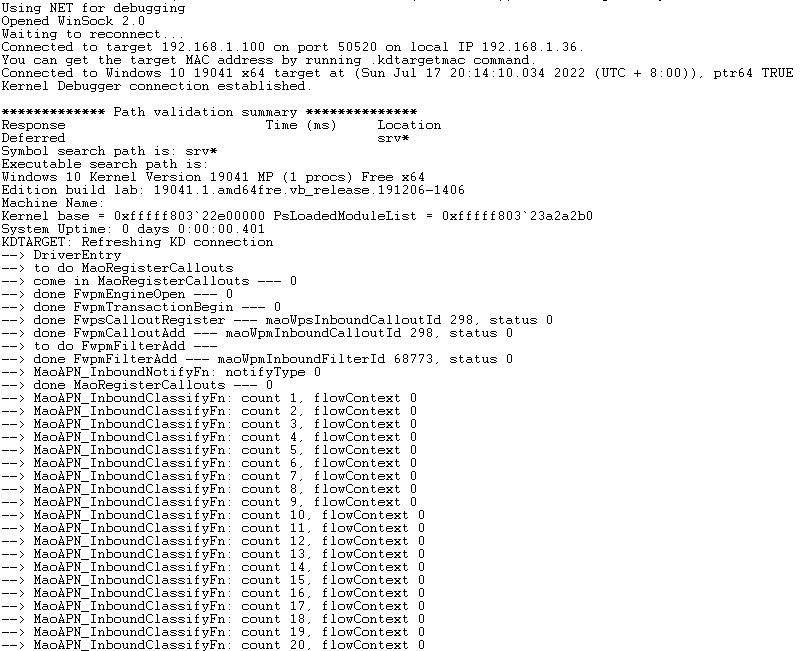 Using NET for debugging
Opened WinSock 2.0
Waiting to reconnect...
Connected to target 192.168.1.100 on port 50520 on local IP 192.168.1.36.
You can get the target MAC address by running .kdtargetmac command.
Connected to Windows 10 19041 x64 target at (Sun Jul 17 20:14:10.034 2022 (UTC + 8:00)), ptr64 TRUE
Kernel Debugger connection established.
************* Path validation summary **************
Response                         Time (ms)     Location
Deferred                                       srv*
Symbol search path is: srv*
Executable search path is:
Windows 10 Kernel Version 19041 MP (1 procs) Free x64
Edition build lab: 19041.1.amd64fre.vb_release.191206-1406
Machine Name:
Kernel base = 0xfffff803`22e00000 PsLoadedModuleList = 0xfffff803`23a2a2b0
System Uptime: 0 days 0:00:00.401
KDTARGET: Refreshing KD connection
--> DriverEntry
--> to do MaoRegisterCallouts
--> come in MaoRegisterCallouts --- 0
--> done FwpmEngineOpen --- 0
--> done FwpmTransactionBegin --- 0
--> done FwpsCalloutRegister --- maoWpsInboundCalloutId 298, status 0
--> done FwpmCalloutAdd --- maoWpmInboundCalloutId 298, status 0
--> to do FwpmFilterAdd ---
--> done FwpmFilterAdd --- maoWpmInboundFilterId 68773, status 0
--> MaoAPN_InboundNotifyFn: notifyType 0
--> done MaoRegisterCallouts --- 0
--> MaoAPN_InboundClassifyFn: count 1, flowContext 0
--> MaoAPN_InboundClassifyFn: count 2, flowContext 0
--> MaoAPN_InboundClassifyFn: count 3, flowContext 0
--> MaoAPN_InboundClassifyFn: count 4, flowContext 0
--> MaoAPN_InboundClassifyFn: count 5, flowContext 0
--> MaoAPN_InboundClassifyFn: count 6, flowContext 0
--> MaoAPN_InboundClassifyFn: count 7, flowContext 0
--> MaoAPN_InboundClassifyFn: count 8, flowContext 0
--> MaoAPN_InboundClassifyFn: count 9, flowContext 0
--> MaoAPN_InboundClassifyFn: count 10, flowContext 0
--> MaoAPN_InboundClassifyFn: count 11, flowContext 0
--> MaoAPN_InboundClassifyFn: count 12, flowContext 0
--> MaoAPN_InboundClassifyFn: count 13, flowContext 0
--> MaoAPN_InboundClassifyFn: count 14, flowContext 0
--> MaoAPN_InboundClassifyFn: count 15, flowContext 0
--> MaoAPN_InboundClassifyFn: count 16, flowContext 0
--> MaoAPN_InboundClassifyFn: count 17, flowContext 0
--> MaoAPN_InboundClassifyFn: count 18, flowContext 0
--> MaoAPN_InboundClassifyFn: count 19, flowContext 0
--> MaoAPN_InboundClassifyFn: count 20, flowContext 0